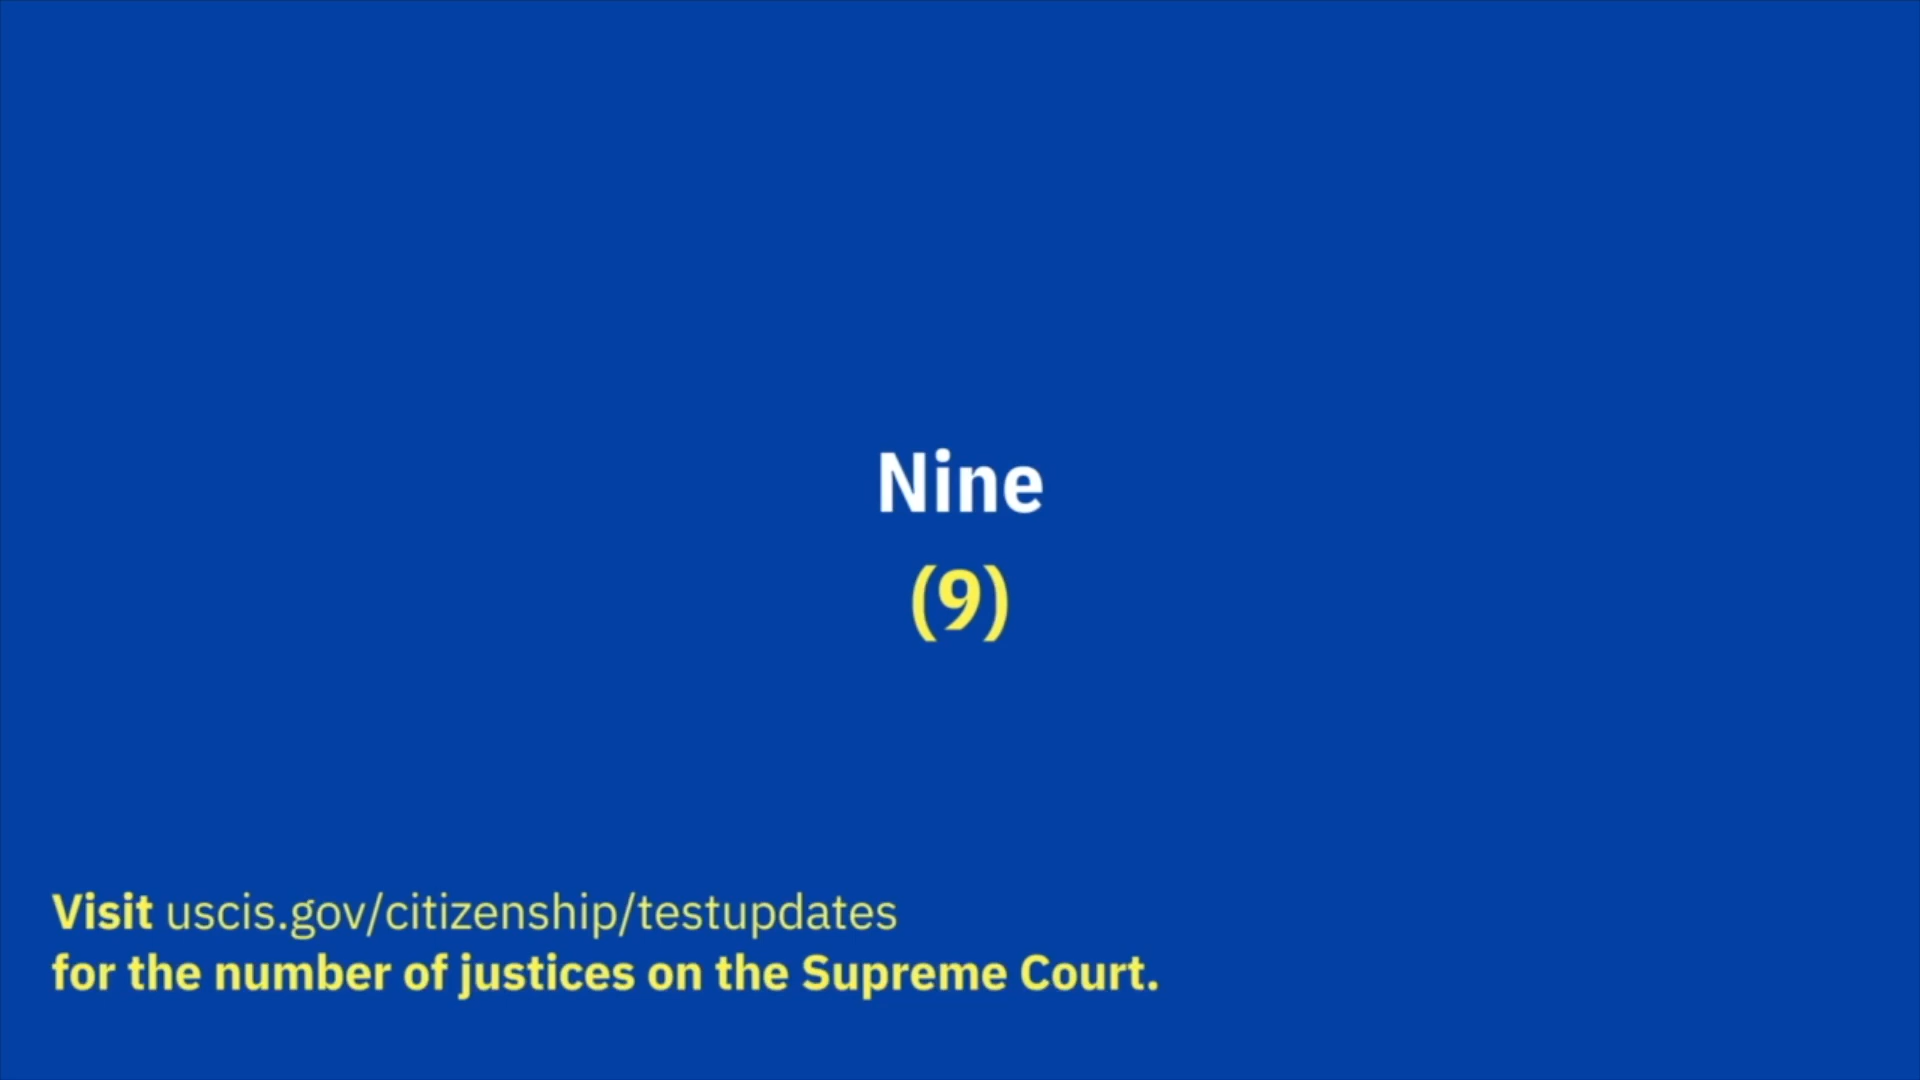 Nine
(9)
Visit uscis.gov/citizenship/testupdates
for the number of justices on the Supreme Court.